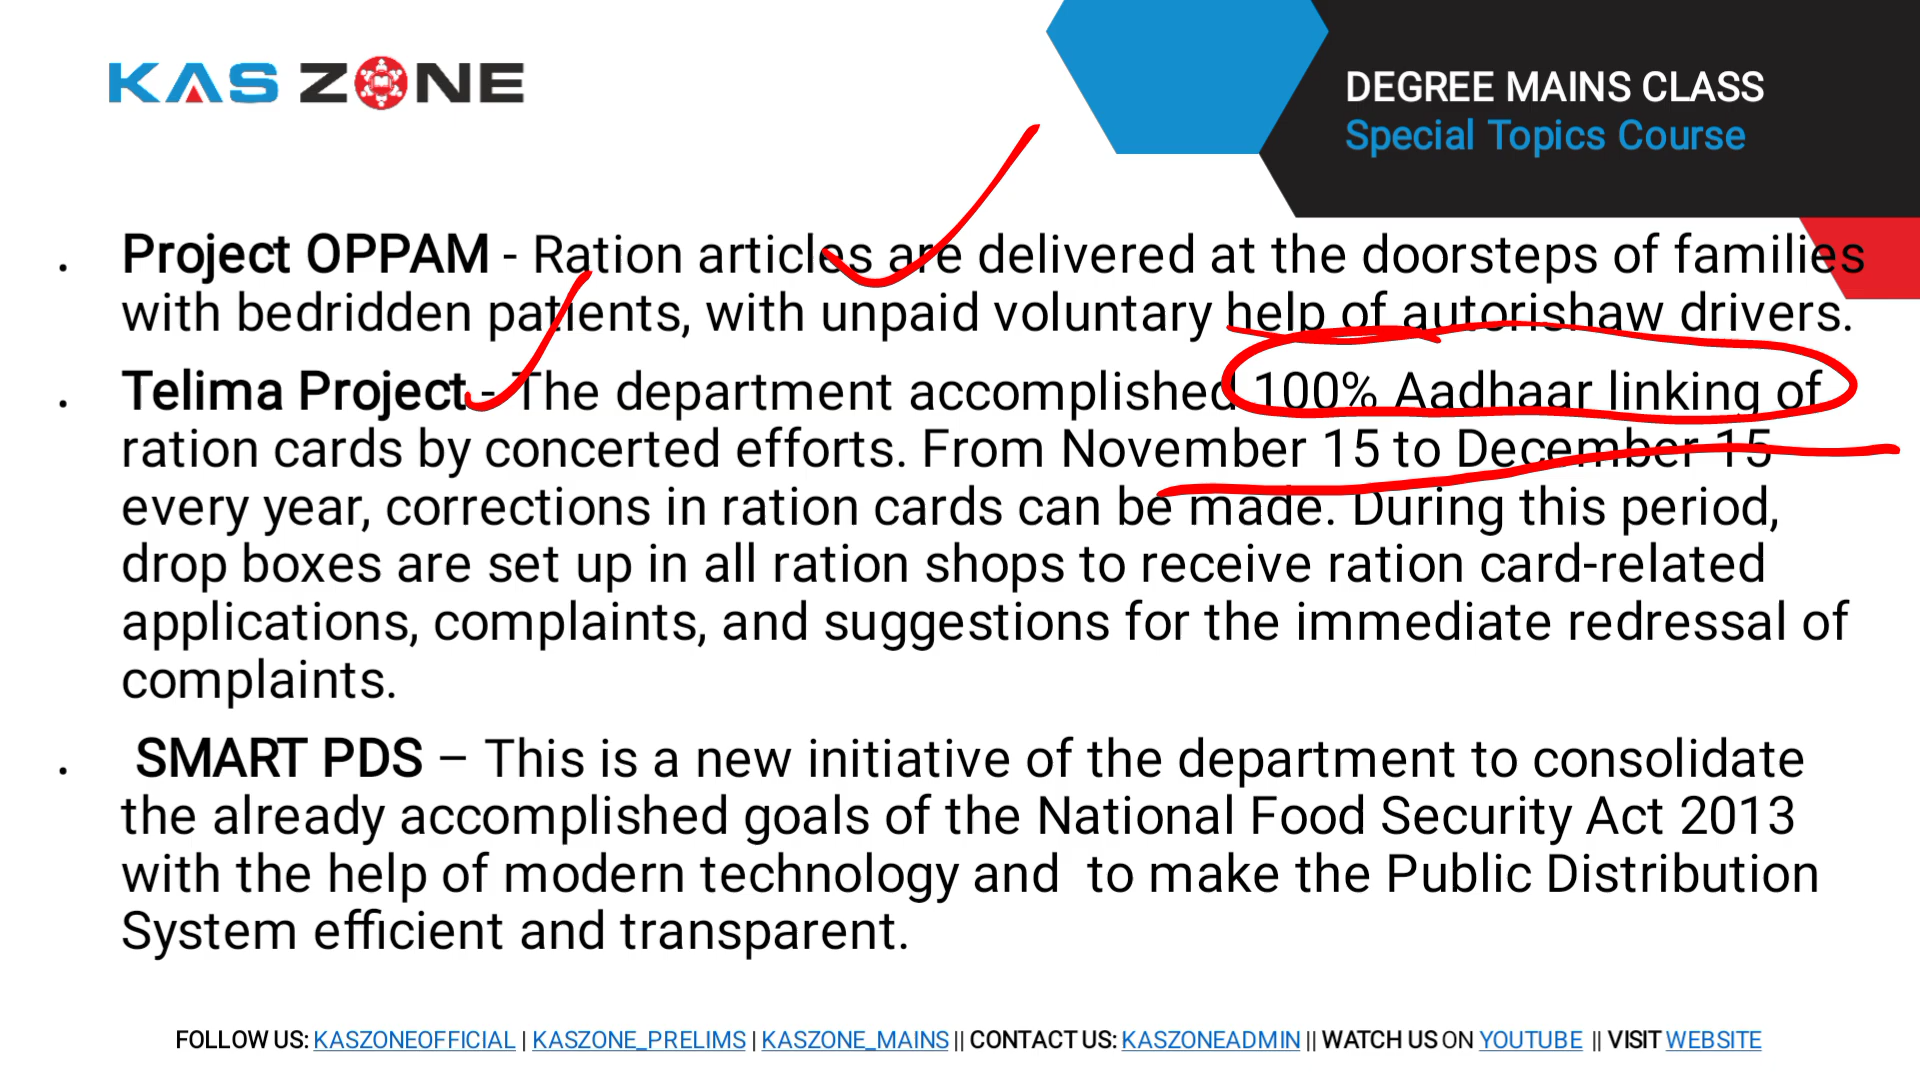 KAS ZONE
DEGREE MAINS CLASS
Special Topics Course
. Project OPPAM - Ration articles are delivered at the doorsteps of families
with bedridden patients, with unpaid voluntary help of autorishaw drivers.
. Telima Project - The department accomplished 100% Aadhaar linking of
ration cards by concerted efforts. From November 15 to December 15
every year, corrections in ration cards can be made. During this period,
drop boxes are set up in all ration shops to receive ration card-related
applications, complaints, and suggestions for the immediate redressal of
complaints.
. SMART PDS – This is a new initiative of the department to consolidate
the already accomplished goals of the National Food Security Act 2013
with the help of modern technology and to make the Public Distribution
System efficient and transparent.
FOLLOW US: KASZONEOFFICIAL | KASZONE_PRELIMS | KASZONE_MAINS || CONTACT US: KASZONEADMIN || WATCH US ON YOUTUBE || VISIT WEBSITE